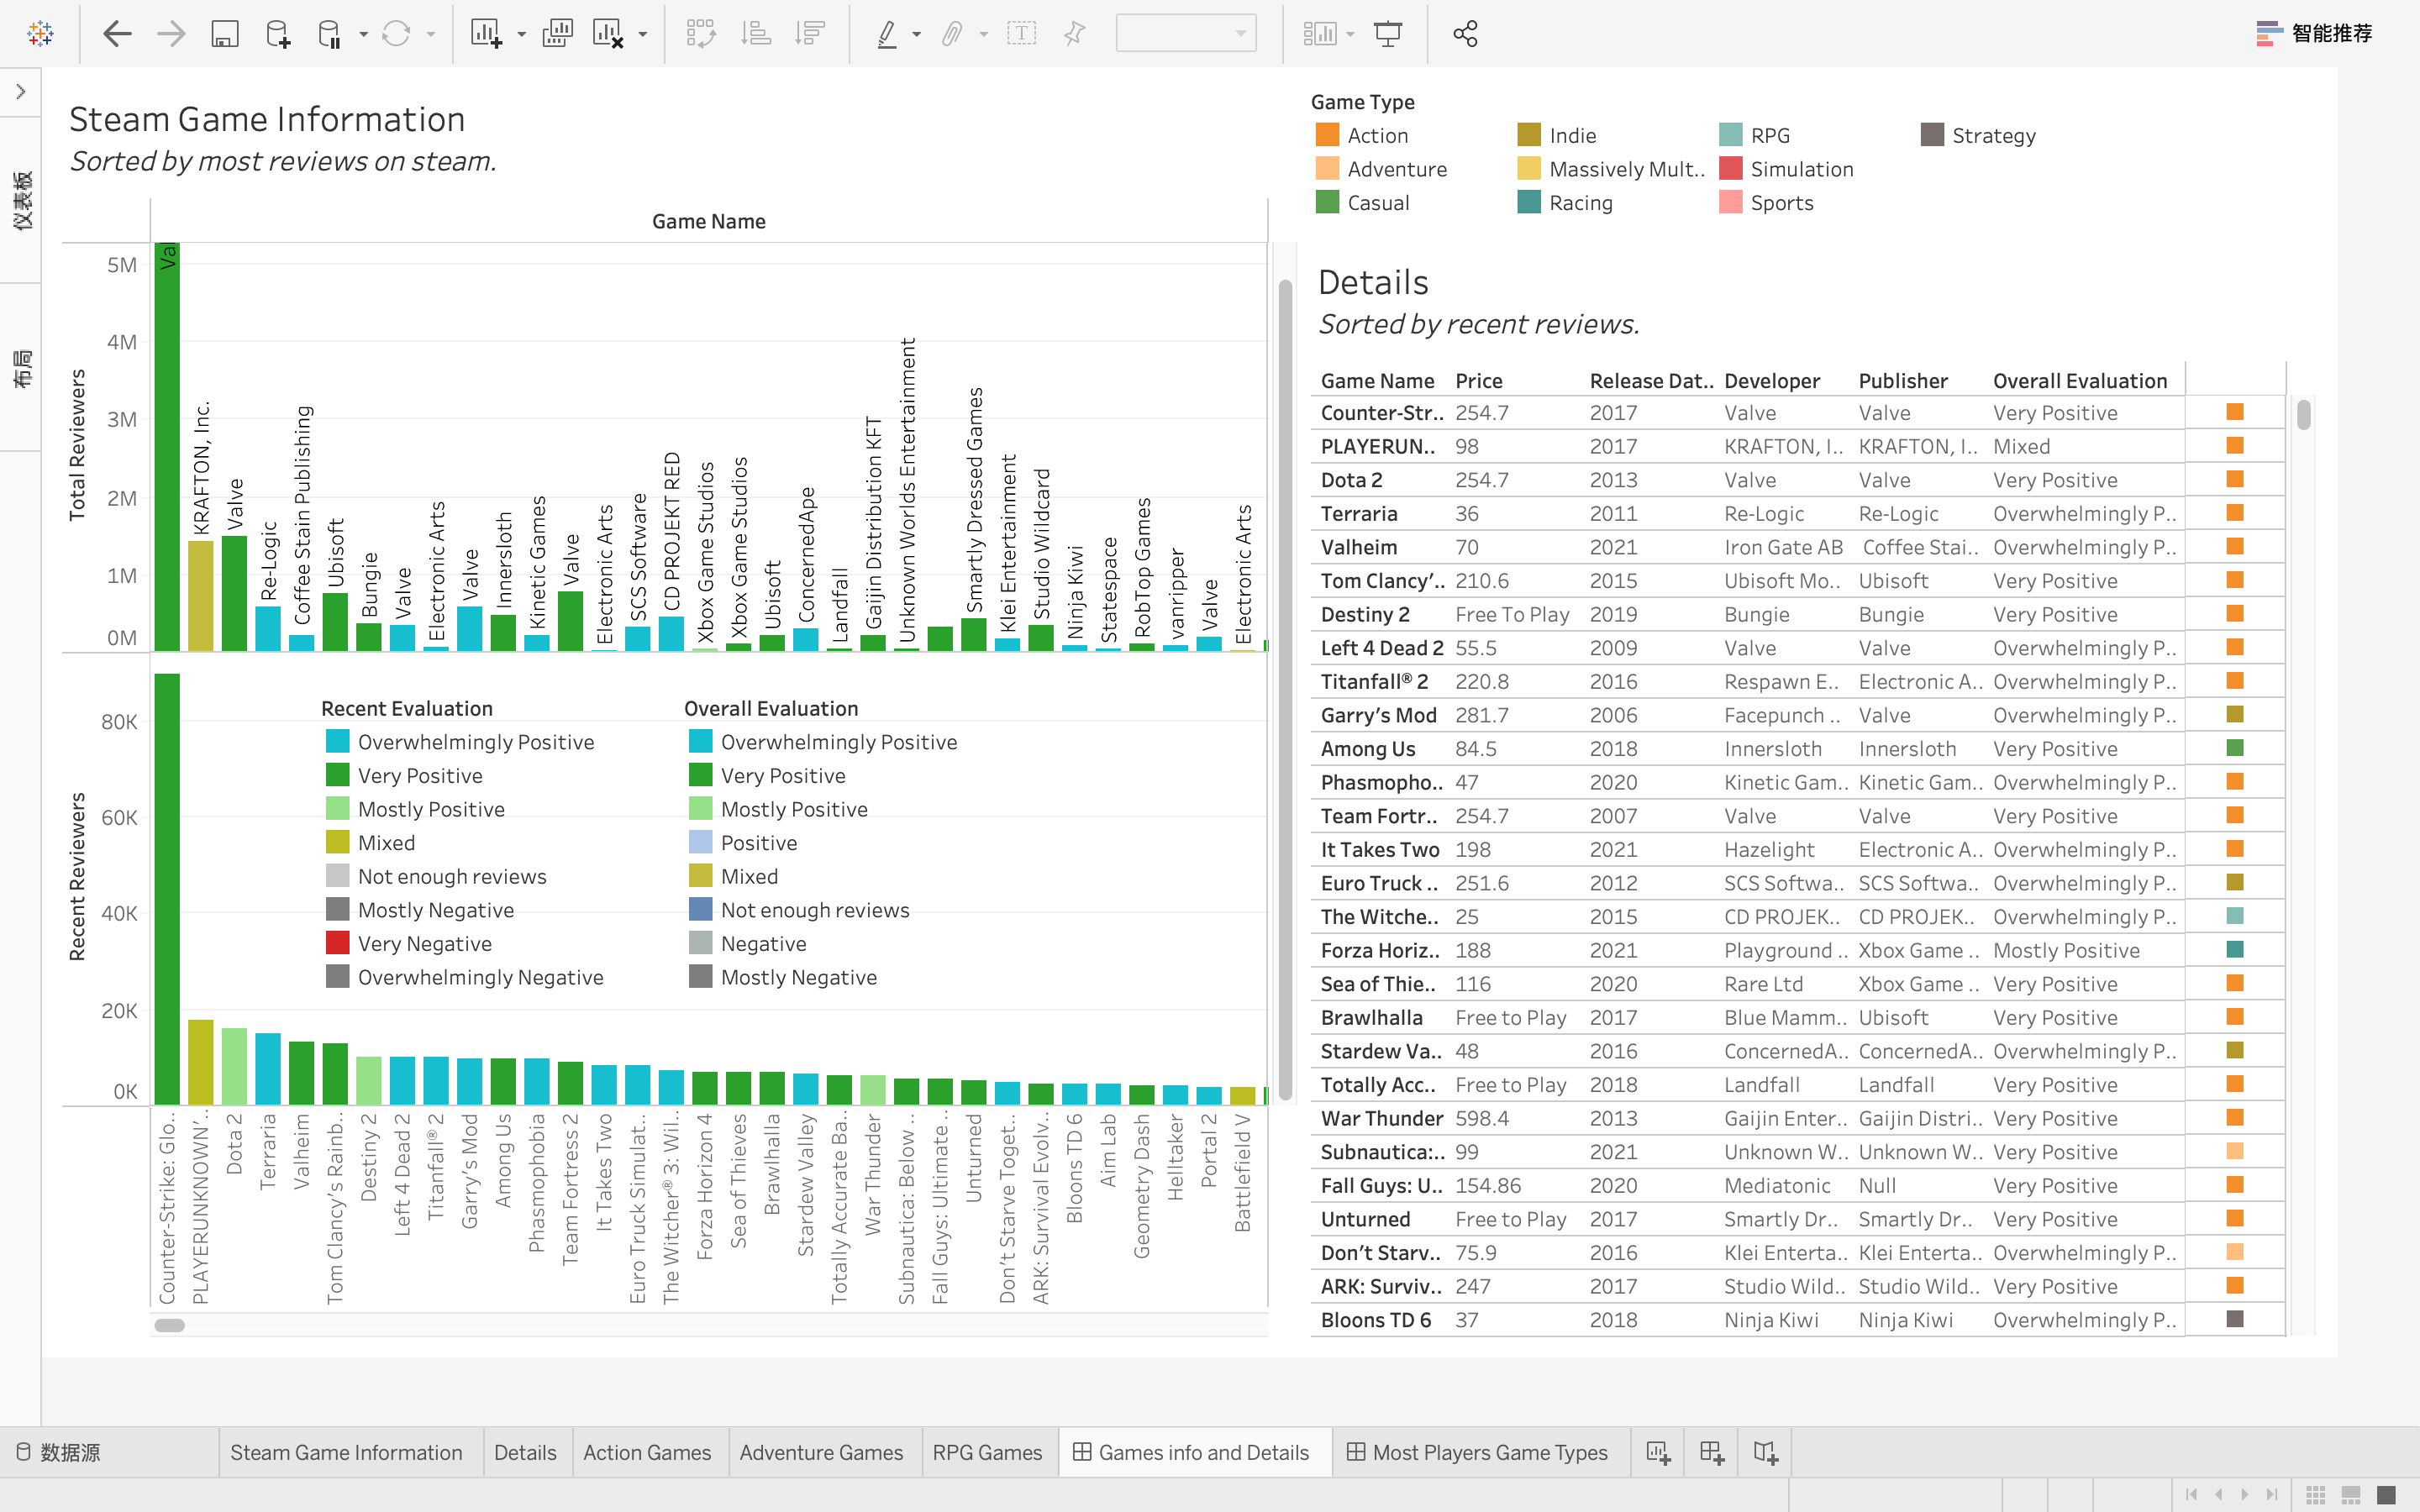 智能推荐
仪表板
布局
Steam Game Information
Sorted by most reviews on steam.
Game Name
Total Reviewers
5M
4M
3M
2M
1M
0M
KRAFTON, Inc.
Valve
Re-Logic
Coffee Stain Publishing
Ubisoft
Bungie
Valve
Electronic Arts
Valve
Innersloth
Kinetic Games
Valve
Electronic Arts
SCS Software
CD PROJEKT RED
Xbox Game Studios
Xbox Game Studios
Ubisoft
ConcernedApe
Landfall
Gaijin Distribution KFT
Unknown Worlds Entertainment
Smartly Dressed Games
Klei Entertainment
Studio Wildcard
Ninja Kiwi
Statespace
RobTop Games
vanripper
Valve
Electronic Arts
Recent Reviewers
80K
60K
40K
20K
0K
Recent Evaluation
Overwhelmingly Positive
Very Positive
Mostly Positive
Mixed
Not enough reviews
Mostly Negative
Very Negative
Overwhelmingly Negative
Overall Evaluation
Overwhelmingly Positive
Very Positive
Mostly Positive
Positive
Mixed
Not enough reviews
Negative
Mostly Negative
Counter-Strike: Glo..
PLAYERUNKNOWN'..
Dota 2
Terraria
Valheim
Tom Clancy's Rainb..
Destiny 2
Left 4 Dead 2
Titanfall® 2
Garry's Mod
Among Us
Phasmophobia
Team Fortress 2
It Takes Two
Euro Truck Simulat..
The Witcher® 3: Wil..
Forza Horizon 4
Sea of Thieves
Brawlhalla
Stardew Valley
Totally Accurate Ba..
War Thunder
Subnautica: Below ..
Fall Guys: Ultimate ..
Unturned
Don't Starve Toget..
ARK: Survival Evolv..
Bloons TD 6
Aim Lab
Geometry Dash
Helltaker
Portal 2
Battlefield V
Game Type
Action Indie RPG Strategy
Adventure Massively Mult.. Simulation
Casual Racing Sports
Details
Sorted by recent reviews.
Game Name Price Release Dat.. Developer Publisher Overall Evaluation
Counter-Str.. 254.7 2017 Valve Valve Very Positive
PLAYERUN.. 98 2017 KRAFTON, I.. KRAFTON, I.. Mixed
Dota 2 254.7 2013 Valve Valve Very Positive
Terraria 36 2011 Re-Logic Re-Logic Overwhelmingly P..
Valheim 70 2021 Iron Gate AB Coffee Stai.. Overwhelmingly P..
Tom Clancy'.. 210.6 2015 Ubisoft Mo.. Ubisoft Very Positive
Destiny 2 Free To Play 2019 Bungie Bungie Very Positive
Left 4 Dead 2 55.5 2009 Valve Valve Overwhelmingly P..
Titanfall® 2 220.8 2016 Respawn E.. Electronic A.. Overwhelmingly P..
Garry's Mod 281.7 2006 Facepunch .. Valve Overwhelmingly P..
Among Us 84.5 2018 Innersloth Innersloth Very Positive
Phasmopho.. 47 2020 Kinetic Gam.. Kinetic Gam.. Overwhelmingly P..
Team Fortr.. 254.7 2007 Valve Valve Very Positive
It Takes Two 198 2021 Hazelight Electronic A.. Overwhelmingly P..
Euro Truck .. 251.6 2012 SCS Softwa.. SCS Softwa.. Overwhelmingly P..
The Witche.. 25 2015 CD PROJEK.. CD PROJEK.. Overwhelmingly P..
Forza Horiz.. 188 2021 Playground .. Xbox Game .. Mostly Positive
Sea of Thie.. 116 2020 Rare Ltd Xbox Game .. Very Positive
Brawlhalla Free to Play 2017 Blue Mamm.. Ubisoft Very Positive
Stardew Va.. 48 2016 ConcernedA.. ConcernedA.. Overwhelmingly P..
Totally Acc.. Free to Play 2018 Landfall Landfall Very Positive
War Thunder 598.4 2013 Gaijin Enter.. Gaijin Distri.. Very Positive
Subnautica:.. 99 2021 Unknown W.. Unknown W.. Very Positive
Fall Guys: U.. 154.86 2020 Mediatonic Null Very Positive
Unturned Free to Play 2017 Smartly Dr.. Smartly Dr.. Very Positive
Don't Starv.. 75.9 2016 Klei Enterta.. Klei Enterta.. Overwhelmingly P..
ARK: Surviv.. 247 2017 Studio Wild.. Studio Wild.. Very Positive
Bloons TD 6 37 2018 Ninja Kiwi Ninja Kiwi Overwhelmingly P..
数据源 Steam Game Information Details Action Games Adventure Games RPG Games Games info and Details Most Players Game Types